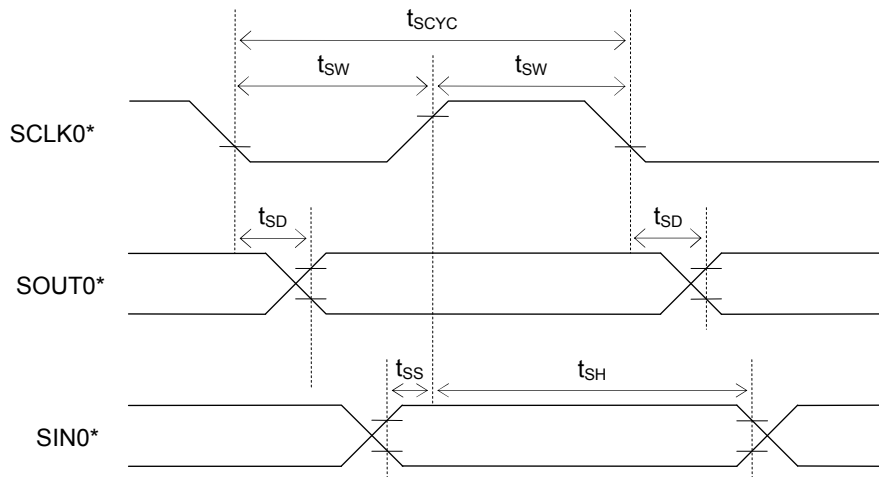 tSCYC
tSW tSW
SCLK0*
tSD tSD
SOUT0*
tSS tSH
SIN0*